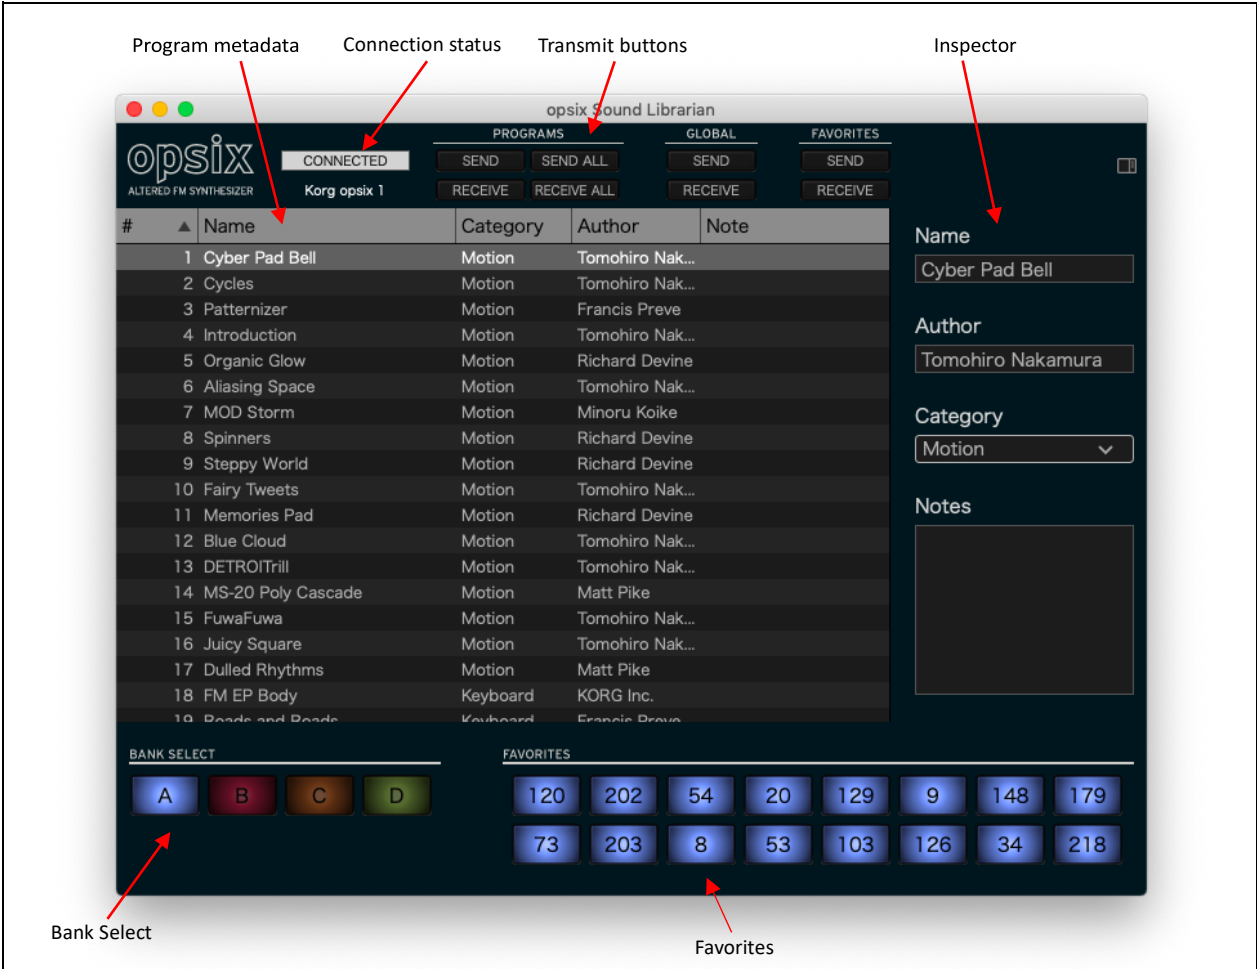 Program metadata Connection status Transmit buttons Inspector
opsix Sound Librarian
PROGRAMS GLOBAL FAVORITES
opsix CONNECTED SEND SEND ALL SEND SEND
ALTERED FM SYNTHESIZER Korg opsix 1 RECEIVE RECEIVE ALL RECEIVE RECEIVE
# Name Category Author Note
1 Cyber Pad Bell Motion Tomohiro Nak...
2 Cycles Motion Tomohiro Nak...
3 Patternizer Motion Francis Preve
4 Introduction Motion Tomohiro Nak...
5 Organic Glow Motion Richard Devine
6 Aliasing Space Motion Tomohiro Nak...
7 MOD Storm Motion Minoru Koike
8 Spinners Motion Richard Devine
9 Steppy World Motion Richard Devine
10 Fairy Tweets Motion Tomohiro Nak...
11 Memories Pad Motion Richard Devine
12 Blue Cloud Motion Tomohiro Nak...
13 DETROITrill Motion Tomohiro Nak...
14 MS-20 Poly Cascade Motion Matt Pike
15 FuwaFuwa Motion Tomohiro Nak...
16 Juicy Square Motion Tomohiro Nak...
17 Dulled Rhythms Motion Matt Pike
18 FM EP Body Keyboard KORG Inc.
19 Roads and Roads Keyboard Francis Preve
Name
Cyber Pad Bell
Author
Tomohiro Nakamura
Category
Motion
Notes
BANK SELECT
A B C D
FAVORITES
120 202 54 20 129 9 148 179
73 203 8 53 103 126 34 218
Bank Select
Favorites